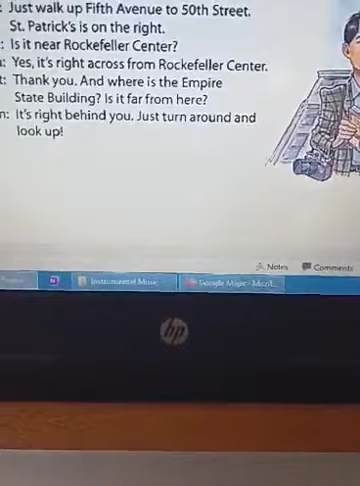 : Just walk up Fifth Avenue to 50th Street.
St. Patrick's is on the right.
: Is it near Rockefeller Center?
: Yes, it's right across from Rockefeller Center.
t: Thank you. And where is the Empire
State Building? Is it far from here?
n: It's right behind you. Just turn around and
look up!
Notes Comments
Instrumental Music Google Maps - Mozil...
hp